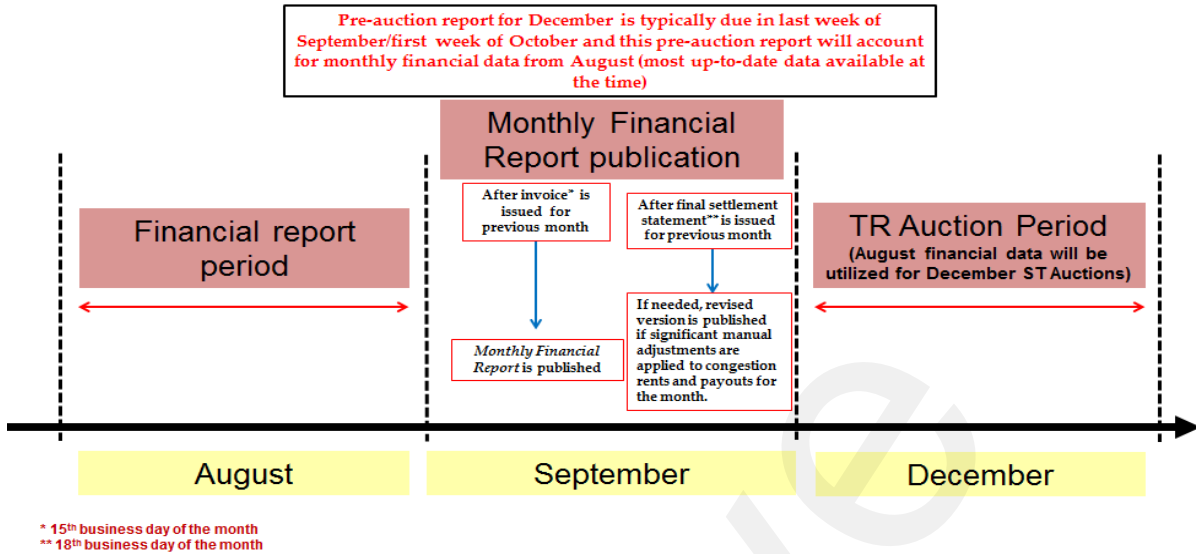 Pre-auction report for December is typically due in last week of
September/first week of October and this pre-auction report will account
for monthly financial data from August (most up-to-date data available at
the time)
Monthly Financial
Report publication
After invoice* is
issued for
previous month
After final settlement
statement** is issued
for previous month
Financial report
period
TR Auction Period
(August financial data will be
utilized for December ST Auctions)
If needed, revised
version is published
if significant manual
adjustments are
applied to congestion
rents and payouts for
the month.
Monthly Financial
Report is published
August
September
December
* 15th business day of the month
** 18th business day of the month